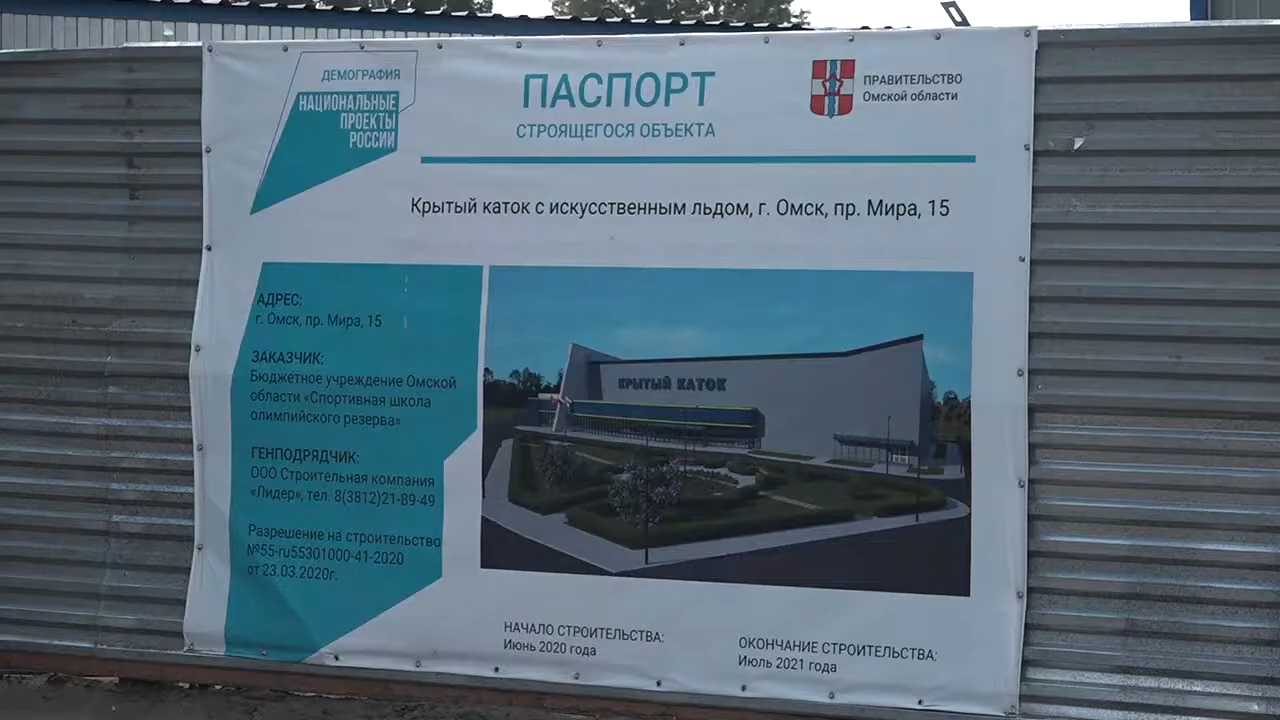 ДЕМОГРАФИЯ
НАЦИОНАЛЬНЫЕ
ПРОЕКТЫ
РОССИИ
ПАСПОРТ
СТРОЯЩЕГОСЯ ОБЪЕКТА
ПРАВИТЕЛЬСТВО
Омской области
Крытый каток с искусственным льдом, г. Омск, пр. Мира, 15
АДРЕС:
г. Омск, пр. Мира, 15
ЗАКАЗЧИК:
Бюджетное учреждение Омской
области «Спортивная школа
олимпийского резерва»
ГЕНПОДРЯДЧИК:
ООО Строительная компания
«Лидер», тел. 8(3812)21-89-49
Разрешение на строительство
№55-ru55301000-41-2020
от 23.03.2020г.
КРЫТЫЙ КАТОК
НАЧАЛО СТРОИТЕЛЬСТВА:
Июнь 2020 года
ОКОНЧАНИЕ СТРОИТЕЛЬСТВА:
Июль 2021 года